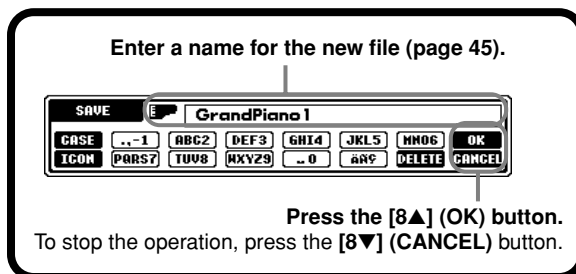 Enter a name for the new file (page 45).
SAVE GrandPiano1
CASE .,-1 ABC2 DEF3 GHI4 JKL5 MNO6 OK
ICON PQRS7 TUV8 WXYZ9 ␣0 äñç DELETE CANCEL
Press the [8▲] (OK) button.
To stop the operation, press the [8▼] (CANCEL) button.